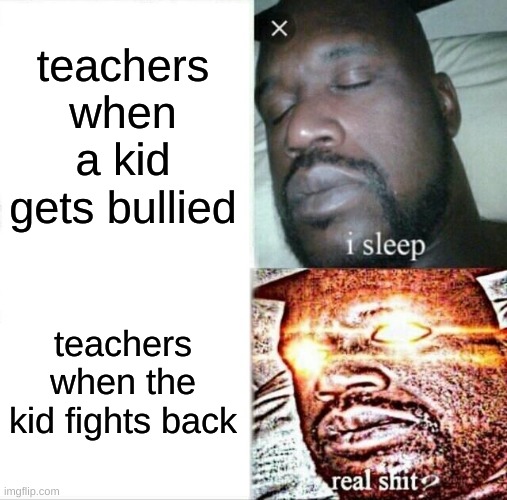 teachers
when
a kid
gets bullied
i sleep
teachers
when the
kid fights back
real shit?
imgflip.com